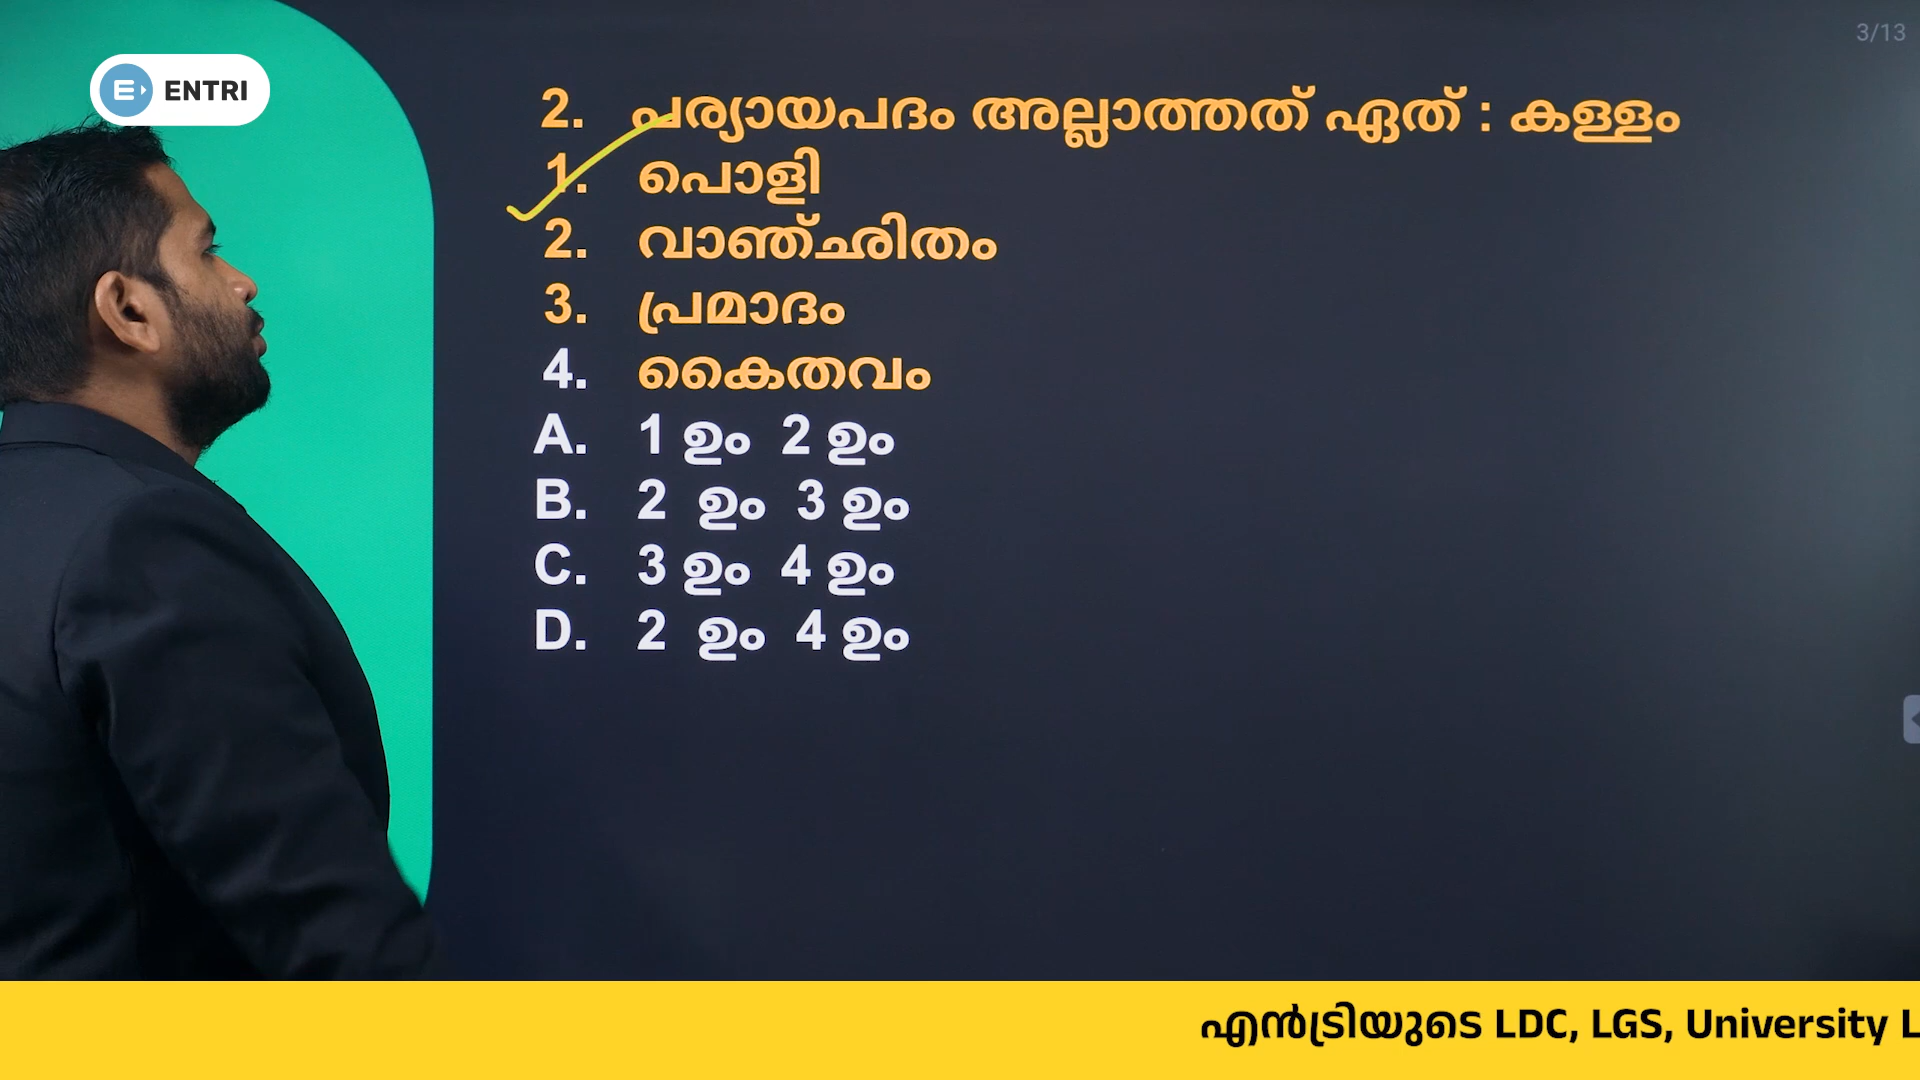 3/13
ENTRI
2. പര്യായപദം അല്ലാത്തത് ഏത് : കള്ളം
1. പൊളി
2. വാഞ്ഛിതം
3. പ്രമാദം
4. കൈതവം
A. 1 ഉം 2 ഉം
B. 2 ഉം 3 ഉം
C. 3 ഉം 4 ഉം
D. 2 ഉം 4 ഉം
എൻട്രിയുടെ LDC, LGS, University L